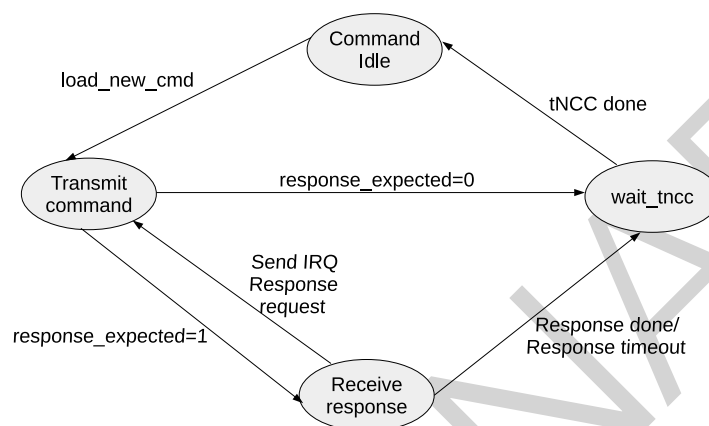 Command
Idle
load_new_cmd
tNCC done
Transmit
command
response_expected=0
wait_tncc
Send IRQ
Response
request
response_expected=1
Response done/
Response timeout
Receive
response